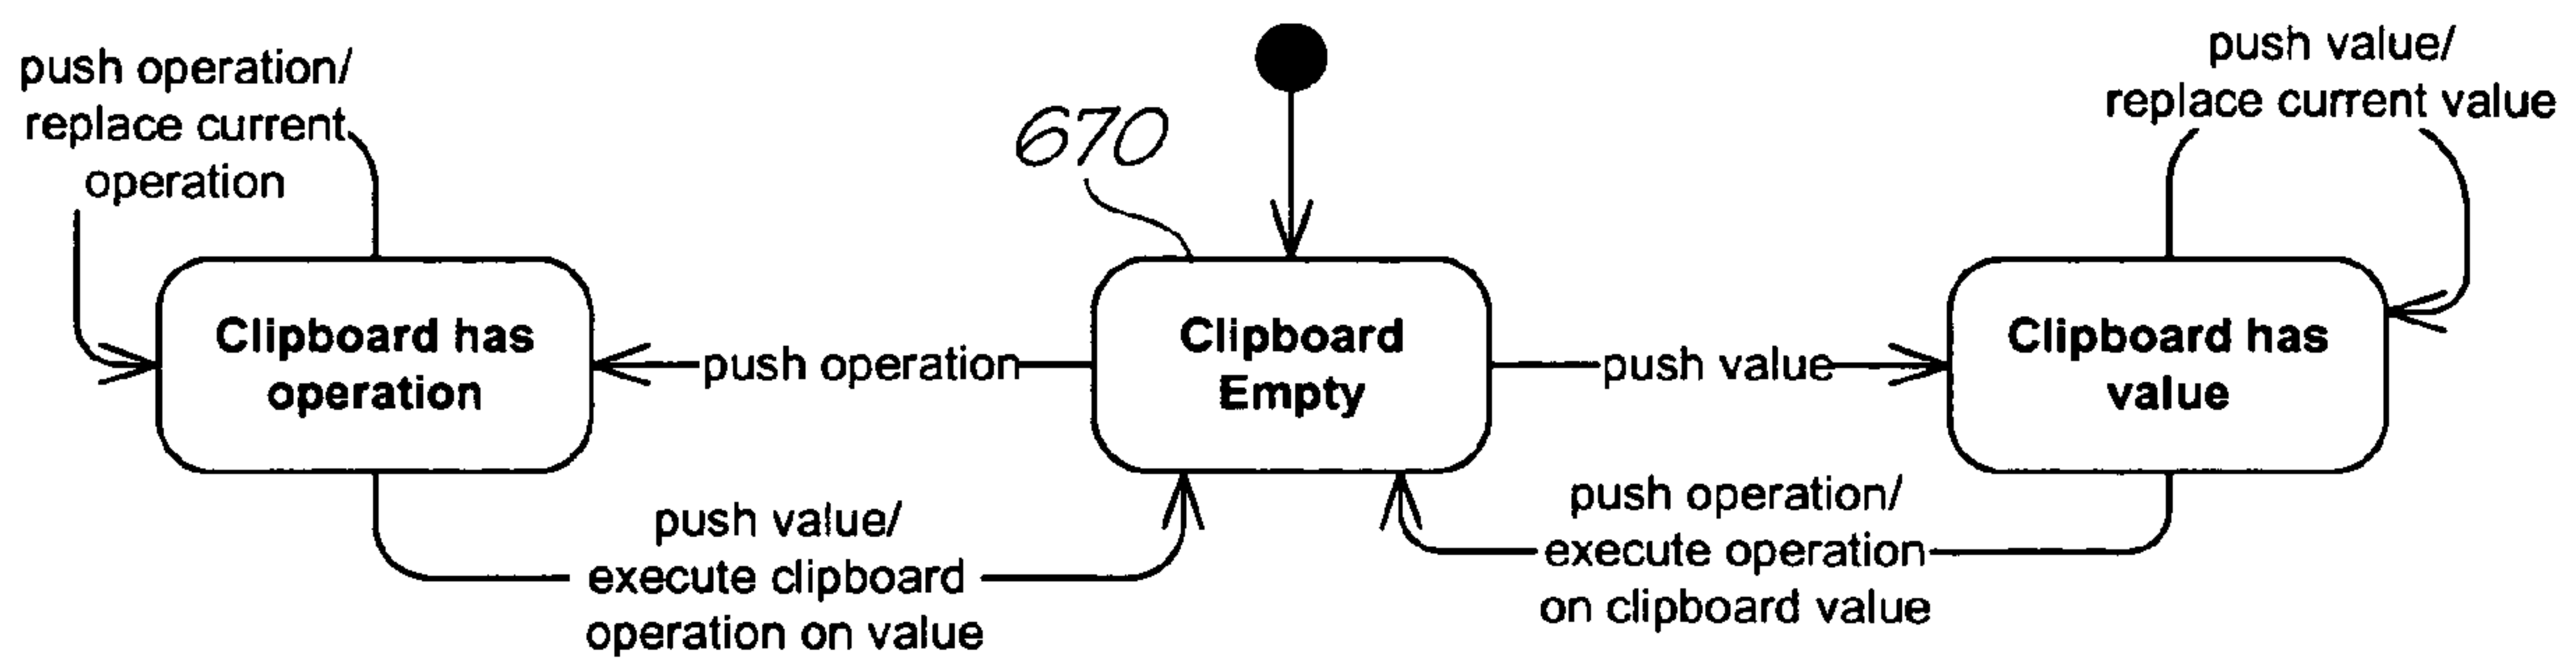 push operation/
replace current
operation
670
push value/
replace current value
Clipboard has
operation
push operation
Clipboard
Empty
push value
Clipboard has
value
push value/
execute clipboard
operation on value
push operation/
execute operation
on clipboard value